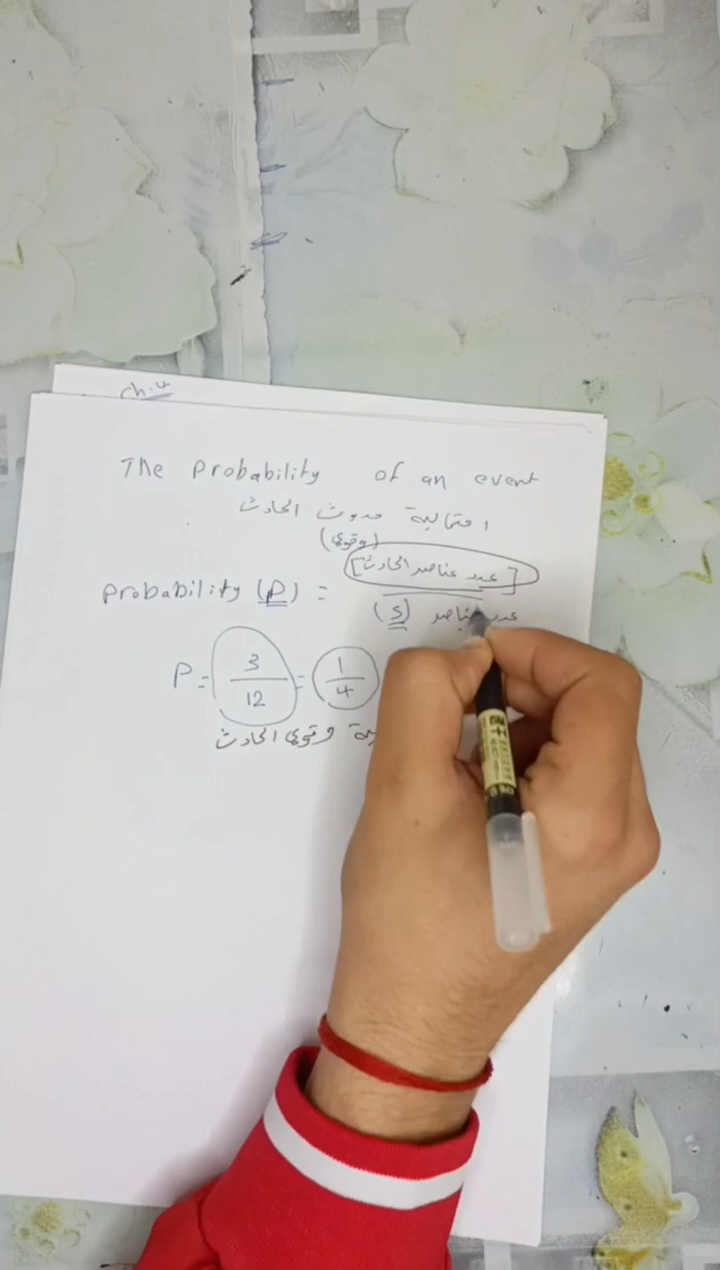 ch.4
The Probability of an event
احتمالية حدوث الحادث
(وقوع)
Probability (P) = [عدد عناصر الحادث]
عدد عناصر (S)
P = 3/12 = 1/4
وقوع الحادث